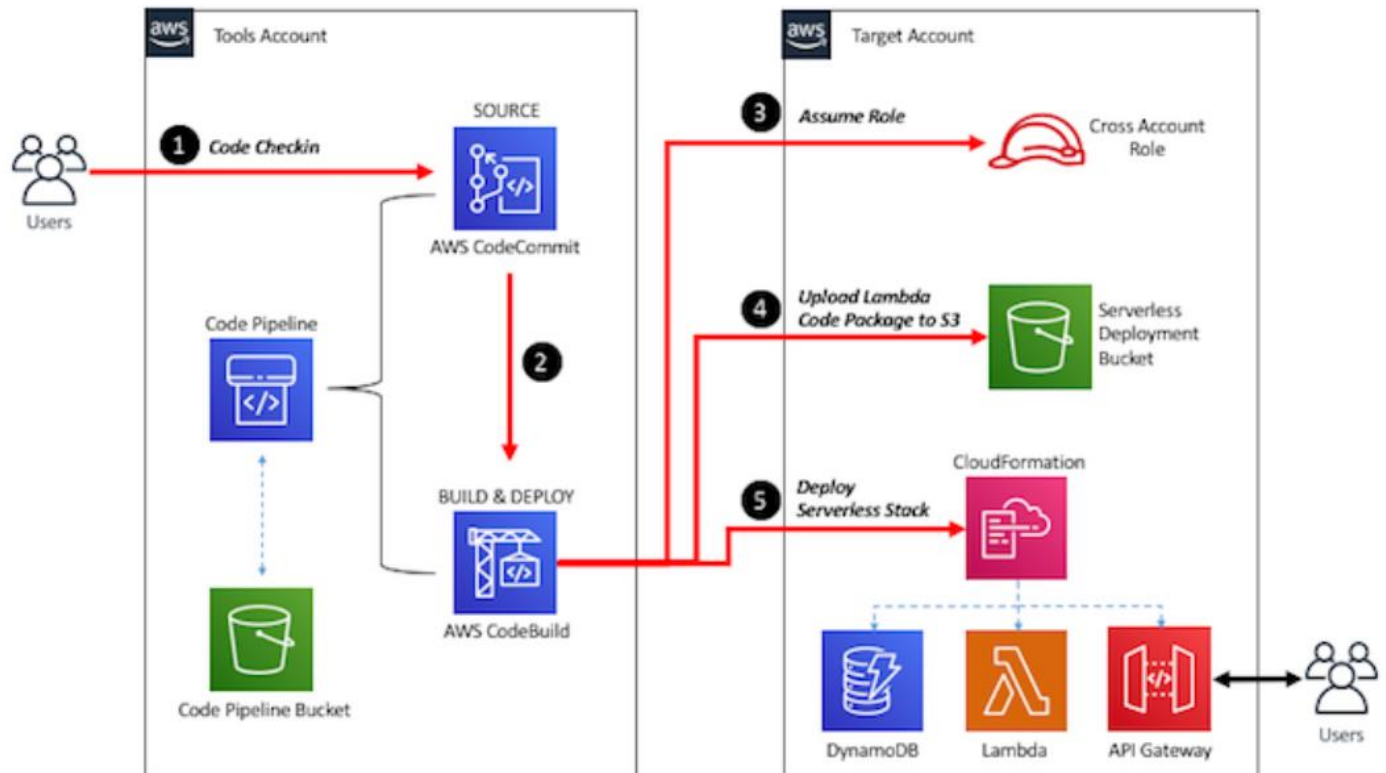 aws
Tools Account
aws
Target Account
SOURCE
3
Assume Role
1
Code Checkin
Cross Account
Role
Users
AWS CodeCommit
4
Upload Lambda
Code Package to S3
Serverless
Deployment
Bucket
Code Pipeline
</>
2
CloudFormation
BUILD & DEPLOY
5
Deploy
Serverless Stack
AWS CodeBuild
Code Pipeline Bucket
DynamoDB
Lambda
API Gateway
Users